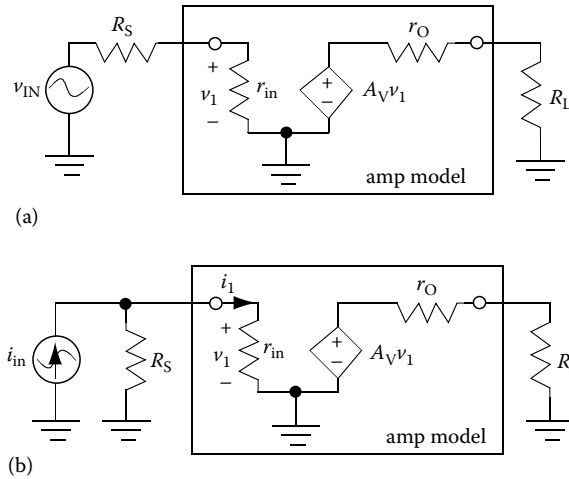 R_S
r_O
v_IN
+
v_1
−
r_in
+
−
A_V v_1
R_L
amp model
(a)
i_1
r_O
i_in
R_S
+
v_1
−
r_in
+
−
A_V v_1
R
amp model
(b)